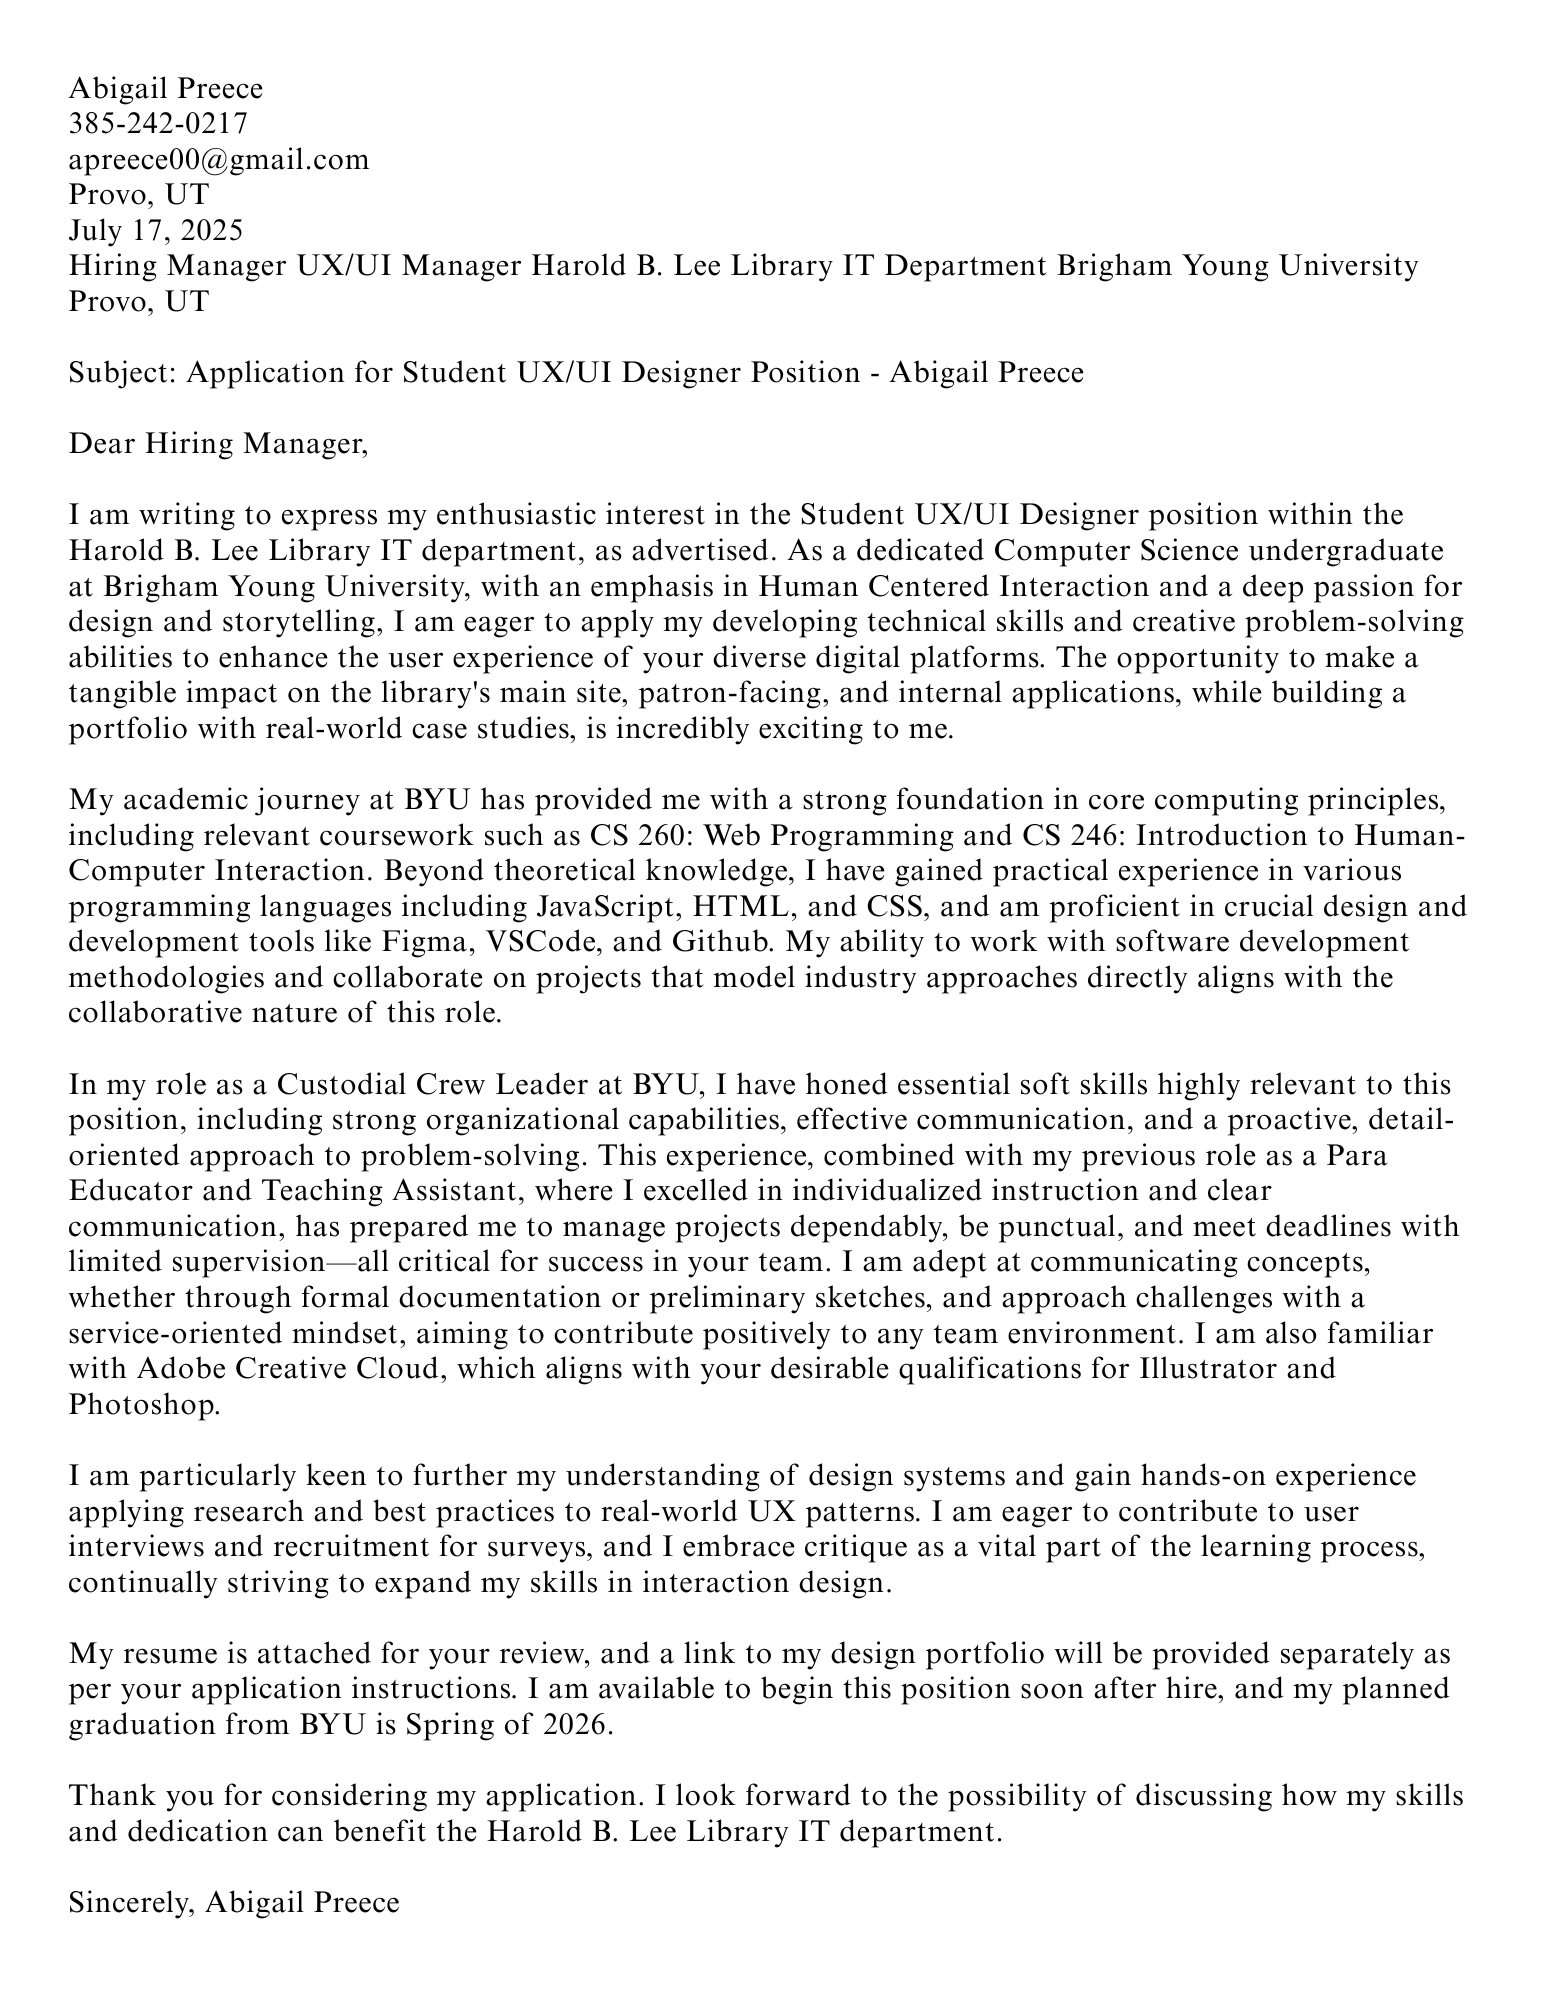 Abigail Preece
385-242-0217
apreece00@gmail.com
Provo, UT
July 17, 2025
Hiring Manager UX/UI Manager Harold B. Lee Library IT Department Brigham Young University
Provo, UT
Subject: Application for Student UX/UI Designer Position - Abigail Preece
Dear Hiring Manager,
I am writing to express my enthusiastic interest in the Student UX/UI Designer position within the
Harold B. Lee Library IT department, as advertised. As a dedicated Computer Science undergraduate
at Brigham Young University, with an emphasis in Human Centered Interaction and a deep passion for
design and storytelling, I am eager to apply my developing technical skills and creative problem-solving
abilities to enhance the user experience of your diverse digital platforms. The opportunity to make a
tangible impact on the library's main site, patron-facing, and internal applications, while building a
portfolio with real-world case studies, is incredibly exciting to me.
My academic journey at BYU has provided me with a strong foundation in core computing principles,
including relevant coursework such as CS 260: Web Programming and CS 246: Introduction to Human-
Computer Interaction. Beyond theoretical knowledge, I have gained practical experience in various
programming languages including JavaScript, HTML, and CSS, and am proficient in crucial design and
development tools like Figma, VSCode, and Github. My ability to work with software development
methodologies and collaborate on projects that model industry approaches directly aligns with the
collaborative nature of this role.
In my role as a Custodial Crew Leader at BYU, I have honed essential soft skills highly relevant to this
position, including strong organizational capabilities, effective communication, and a proactive, detail-
oriented approach to problem-solving. This experience, combined with my previous role as a Para
Educator and Teaching Assistant, where I excelled in individualized instruction and clear
communication, has prepared me to manage projects dependably, be punctual, and meet deadlines with
limited supervision—all critical for success in your team. I am adept at communicating concepts,
whether through formal documentation or preliminary sketches, and approach challenges with a
service-oriented mindset, aiming to contribute positively to any team environment. I am also familiar
with Adobe Creative Cloud, which aligns with your desirable qualifications for Illustrator and
Photoshop.
I am particularly keen to further my understanding of design systems and gain hands-on experience
applying research and best practices to real-world UX patterns. I am eager to contribute to user
interviews and recruitment for surveys, and I embrace critique as a vital part of the learning process,
continually striving to expand my skills in interaction design.
My resume is attached for your review, and a link to my design portfolio will be provided separately as
per your application instructions. I am available to begin this position soon after hire, and my planned
graduation from BYU is Spring of 2026.
Thank you for considering my application. I look forward to the possibility of discussing how my skills
and dedication can benefit the Harold B. Lee Library IT department.
Sincerely, Abigail Preece